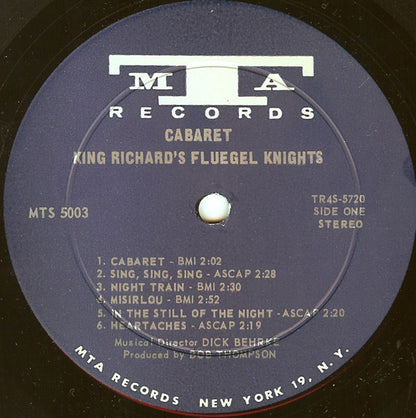 MTA
RECORDS
CABARET
KING RICHARD'S FLUEGEL KNIGHTS
MTS 5003
TR4S-5720
SIDE ONE
STEREO
1. CABARET - BMI 2:02
2. SING, SING, SING - ASCAP 2:28
3. NIGHT TRAIN - BMI 2:30
4. MISIRLOU - BMI 2:52
5. IN THE STILL OF THE NIGHT - ASCAP 2:20
6. HEARTACHES - ASCAP 2:19
Musical Director DICK BEHRKE
Produced by BOB THOMPSON
MTA RECORDS NEW YORK 19, N. Y.